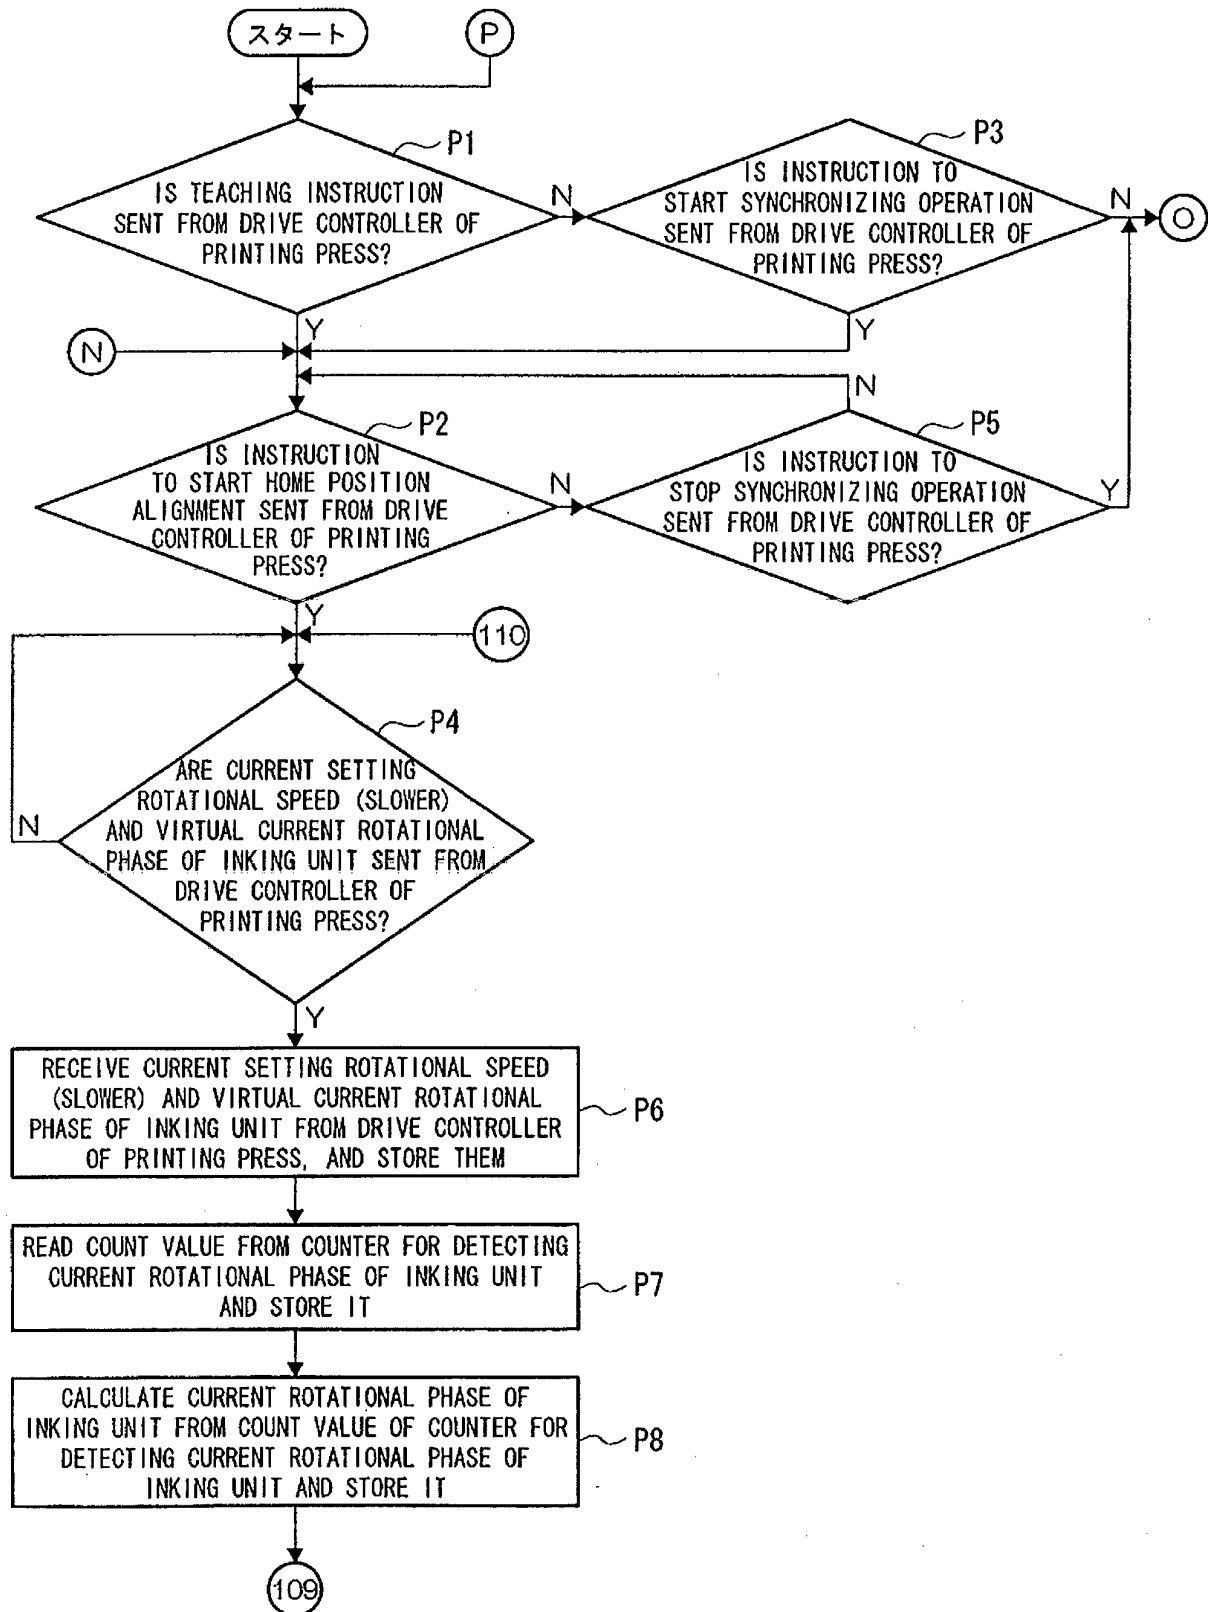 スタート
P
P1
IS TEACHING INSTRUCTION
SENT FROM DRIVE CONTROLLER OF
PRINTING PRESS?
N
P3
IS INSTRUCTION TO
START SYNCHRONIZING OPERATION
SENT FROM DRIVE CONTROLLER OF
PRINTING PRESS?
N
O
Y
Y
N
N
P2
IS INSTRUCTION
TO START HOME POSITION
ALIGNMENT SENT FROM DRIVE
CONTROLLER OF PRINTING
PRESS?
N
P5
IS INSTRUCTION TO
STOP SYNCHRONIZING OPERATION
SENT FROM DRIVE CONTROLLER OF
PRINTING PRESS?
Y
Y
110
P4
ARE CURRENT SETTING
ROTATIONAL SPEED (SLOWER)
AND VIRTUAL CURRENT ROTATIONAL
PHASE OF INKING UNIT SENT FROM
DRIVE CONTROLLER OF
PRINTING PRESS?
N
Y
RECEIVE CURRENT SETTING ROTATIONAL SPEED
(SLOWER) AND VIRTUAL CURRENT ROTATIONAL
PHASE OF INKING UNIT FROM DRIVE CONTROLLER
OF PRINTING PRESS, AND STORE THEM
P6
READ COUNT VALUE FROM COUNTER FOR DETECTING
CURRENT ROTATIONAL PHASE OF INKING UNIT
AND STORE IT
P7
CALCULATE CURRENT ROTATIONAL PHASE OF
INKING UNIT FROM COUNT VALUE OF COUNTER FOR
DETECTING CURRENT ROTATIONAL PHASE OF
INKING UNIT AND STORE IT
P8
109